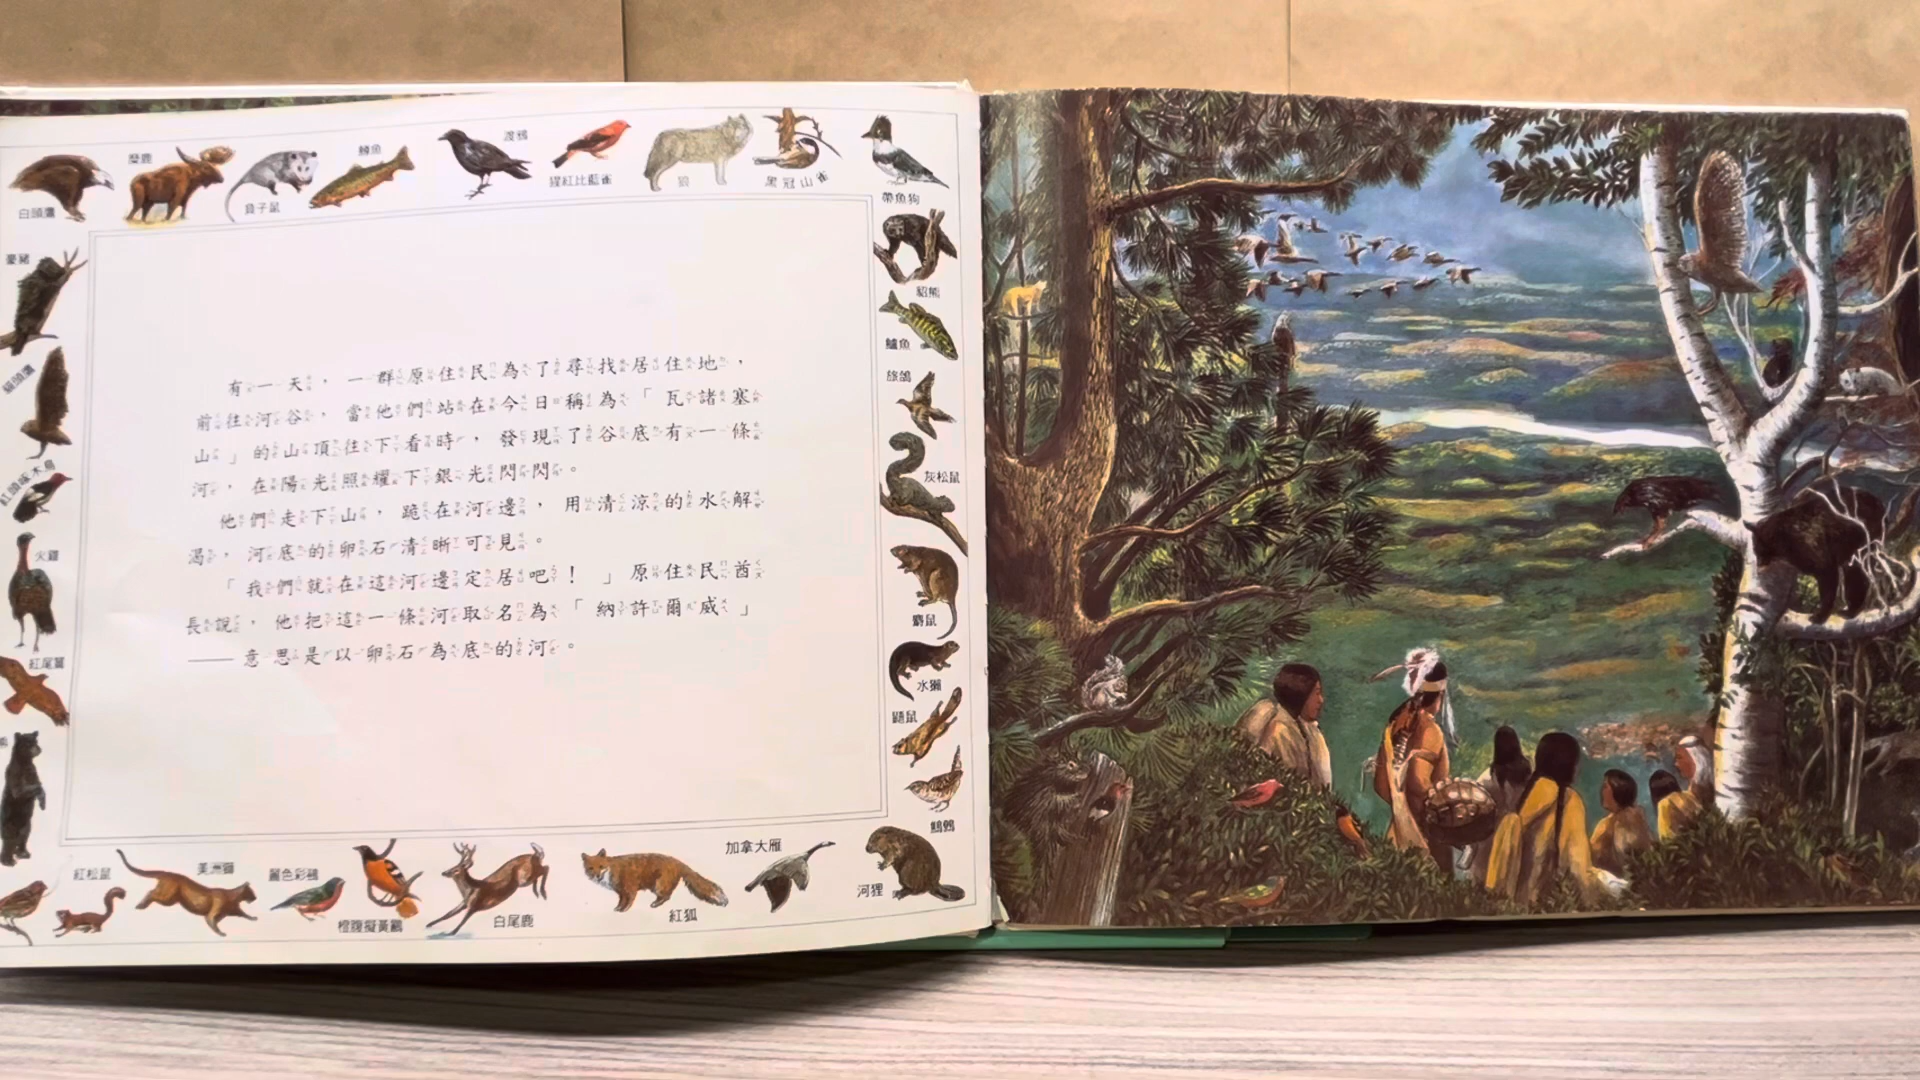 白頭鷹
麋鹿
負子鼠
鱒魚
渡鴉
猩紅比藍雀
狼
黑冠山雀
帶魚狗
豪豬
貓頭鷹
紅頭啄木鳥
火雞
紅尾鵟
熊
有一天，一群原住民為了尋找居住地，
前往河谷，當他們站在今日稱為「瓦諸塞
山」的山頂往下看時，發現了谷底有一條
河，在陽光照耀下銀光閃閃。
他們走下山，跪在河邊，用清涼的水解
渴，河底的卵石清晰可見。
「我們就在這河邊定居吧！」原住民酋
長說，他把這一條河取名為「納許爾威」
——意思是以卵石為底的河。
貂熊
鱸魚
旅鴿
灰松鼠
麝鼠
水獺
鼯鼠
鷦鷯
紅松鼠
美洲獅
麗色彩鵐
橙腹擬黃鸝
白尾鹿
紅狐
加拿大雁
河狸